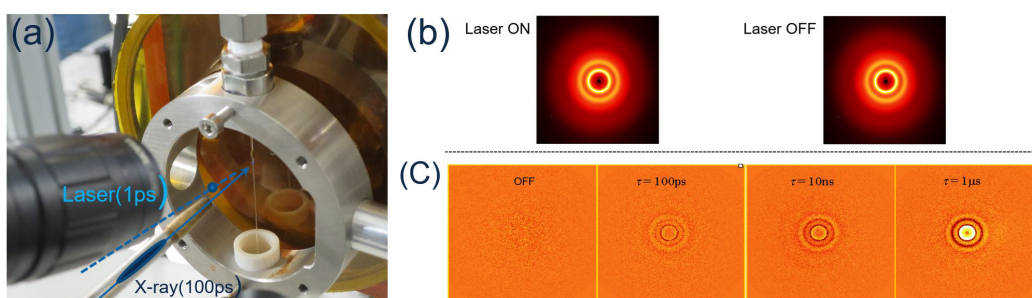 (a)
Laser(1ps)
X-ray(100ps)
(b)
Laser ON
Laser OFF
(C)
OFF
τ=100ps
τ=10ns
τ=1μs